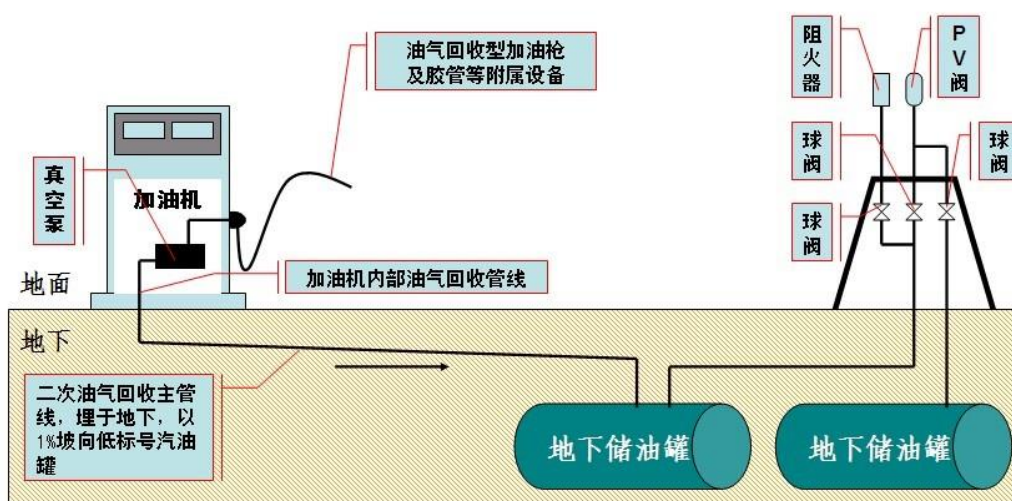 油气回收型加油枪
及胶管等附属设备
阻火器
PV阀
球阀
球阀
球阀
真空泵
加油机
加油机内部油气回收管线
地面
地下
二次油气回收主管
线，埋于地下，以
1%坡向低标号汽油
罐
地下储油罐
地下储油罐